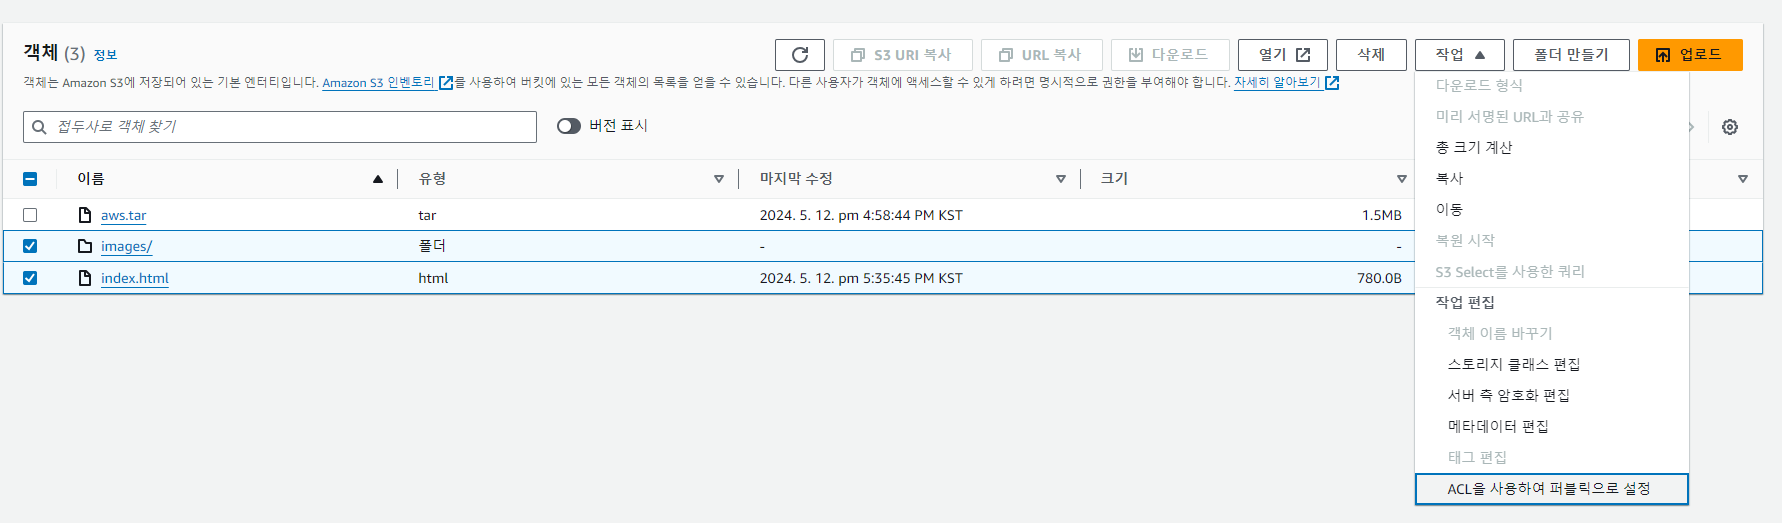 객체 (3) 정보
S3 URI 복사 URL 복사 다운로드 열기 삭제 작업 폴더 만들기 업로드
객체는 Amazon S3에 저장되어 있는 기본 엔터티입니다. Amazon S3 인벤토리를 사용하여 버킷에 있는 모든 객체의 목록을 얻을 수 있습니다. 다른 사용자가 객체에 액세스할 수 있게 하려면 명시적으로 권한을 부여해야 합니다. 자세히 알아보기
접두사로 객체 찾기 버전 표시
이름 유형 마지막 수정 크기
aws.tar tar 2024. 5. 12. pm 4:58:44 PM KST 1.5MB
images/ 폴더 - -
index.html html 2024. 5. 12. pm 5:35:45 PM KST 780.0B
다운로드 형식
미리 서명된 URL과 공유
총 크기 계산
복사
이동
복원 시작
S3 Select를 사용한 쿼리
작업 편집
객체 이름 바꾸기
스토리지 클래스 편집
서버 측 암호화 편집
메타데이터 편집
태그 편집
ACL을 사용하여 퍼블릭으로 설정